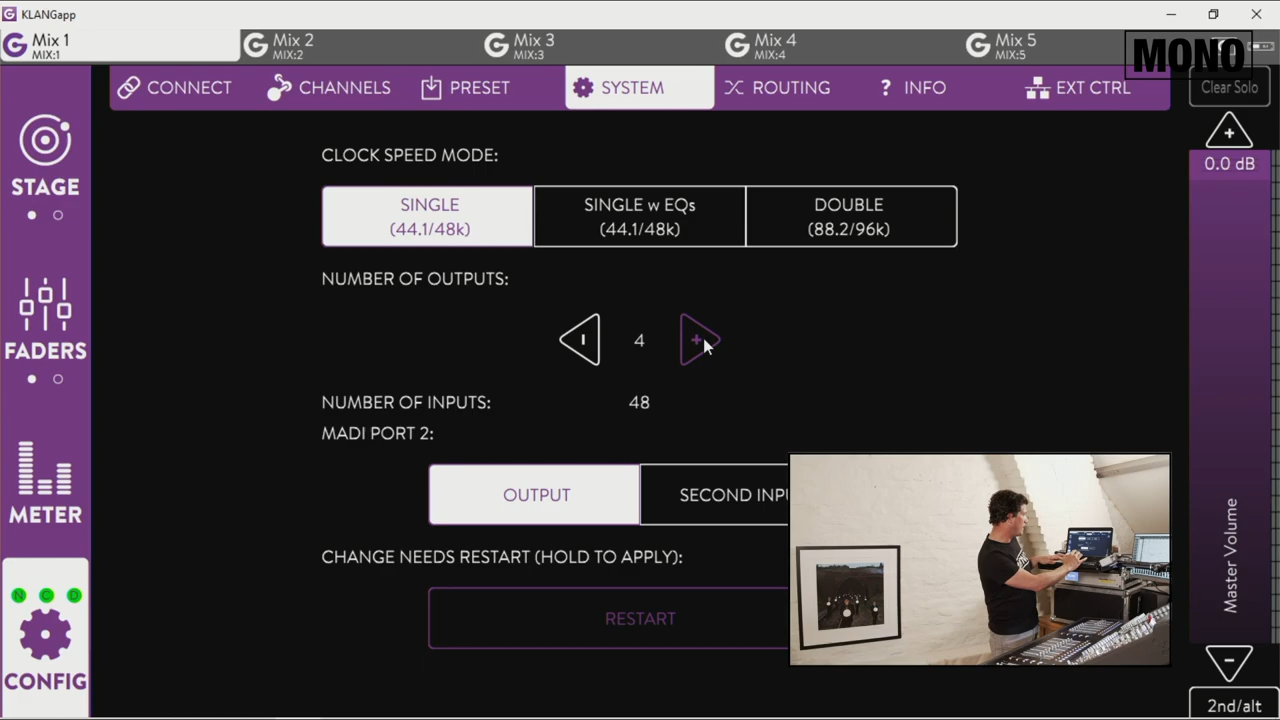 KLANGapp
Mix 1
MIX:1
Mix 2
MIX:2
Mix 3
MIX:3
Mix 4
MIX:4
Mix 5
MIX:5
MONO
CONNECT
CHANNELS
PRESET
SYSTEM
ROUTING
? INFO
EXT CTRL
Clear Solo
+
0.0 dB
STAGE
FADERS
METER
N C D
CONFIG
CLOCK SPEED MODE:
SINGLE
(44.1/48k)
SINGLE w EQs
(44.1/48k)
DOUBLE
(88.2/96k)
NUMBER OF OUTPUTS:
4
+
NUMBER OF INPUTS:
48
MADI PORT 2:
OUTPUT
SECOND INPU
CHANGE NEEDS RESTART (HOLD TO APPLY):
RESTART
Master Volume
-
2nd/alt